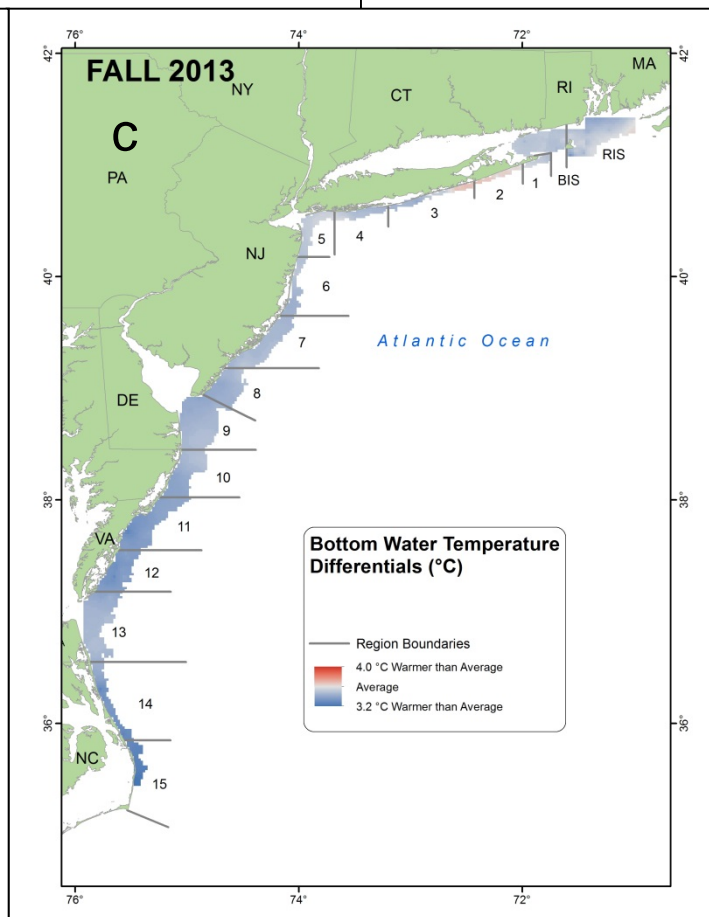 76°
74°
72°
42°
42°
FALL 2013
C
NY
CT
RI
MA
PA
RIS
BIS
1
2
3
4
5
NJ
40°
40°
6
Atlantic Ocean
7
8
DE
9
10
38°
38°
11
VA
12
13
14
NC
15
36°
36°
Bottom Water Temperature
Differentials (°C)
Region Boundaries
4.0 °C Warmer than Average
Average
3.2 °C Warmer than Average
76°
74°
72°